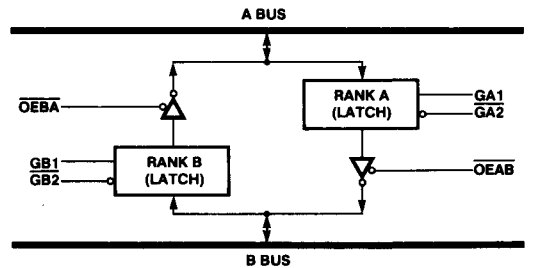 A BUS
OEBA
RANK A
(LATCH)
GA1
GA2
GB1
GB2
RANK B
(LATCH)
OEAB
B BUS